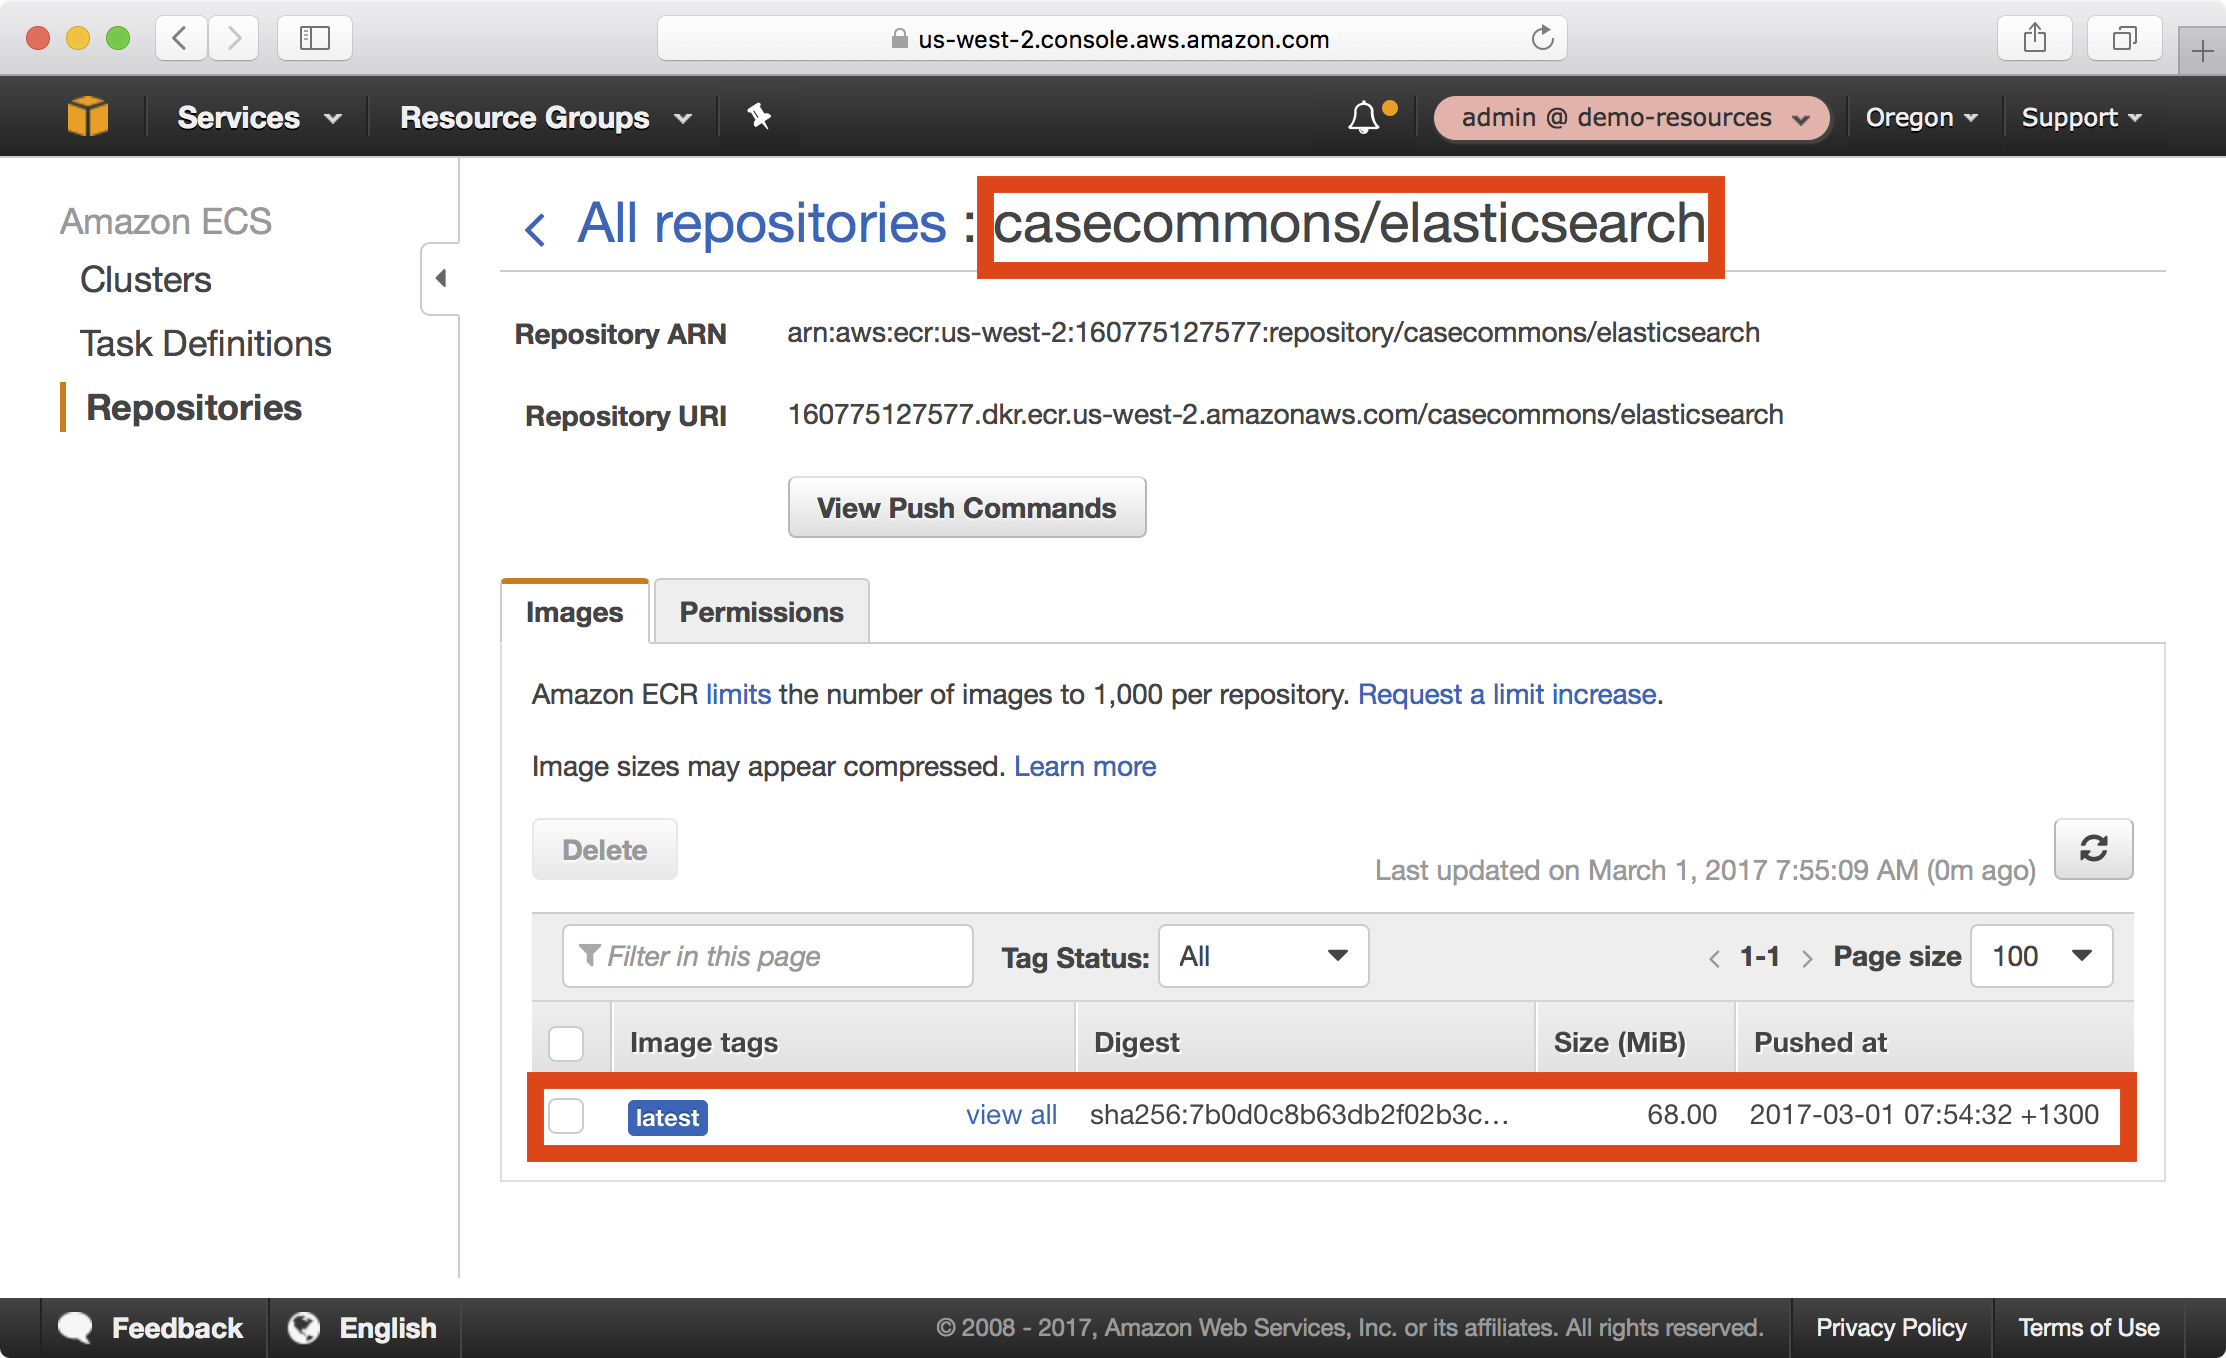 us-west-2.console.aws.amazon.com
Services Resource Groups admin @ demo-resources Oregon Support
Amazon ECS
Clusters
Task Definitions
Repositories
All repositories : casecommons/elasticsearch
Repository ARN arn:aws:ecr:us-west-2:160775127577:repository/casecommons/elasticsearch
Repository URI 160775127577.dkr.ecr.us-west-2.amazonaws.com/casecommons/elasticsearch
View Push Commands
Images Permissions
Amazon ECR limits the number of images to 1,000 per repository. Request a limit increase.
Image sizes may appear compressed. Learn more
Delete
Last updated on March 1, 2017 7:55:09 AM (0m ago)
Filter in this page Tag Status: All < 1-1 > Page size 100
Image tags Digest Size (MiB) Pushed at
latest view all sha256:7b0d0c8b63db2f02b3c... 68.00 2017-03-01 07:54:32 +1300
Feedback English © 2008 - 2017, Amazon Web Services, Inc. or its affiliates. All rights reserved. Privacy Policy Terms of Use